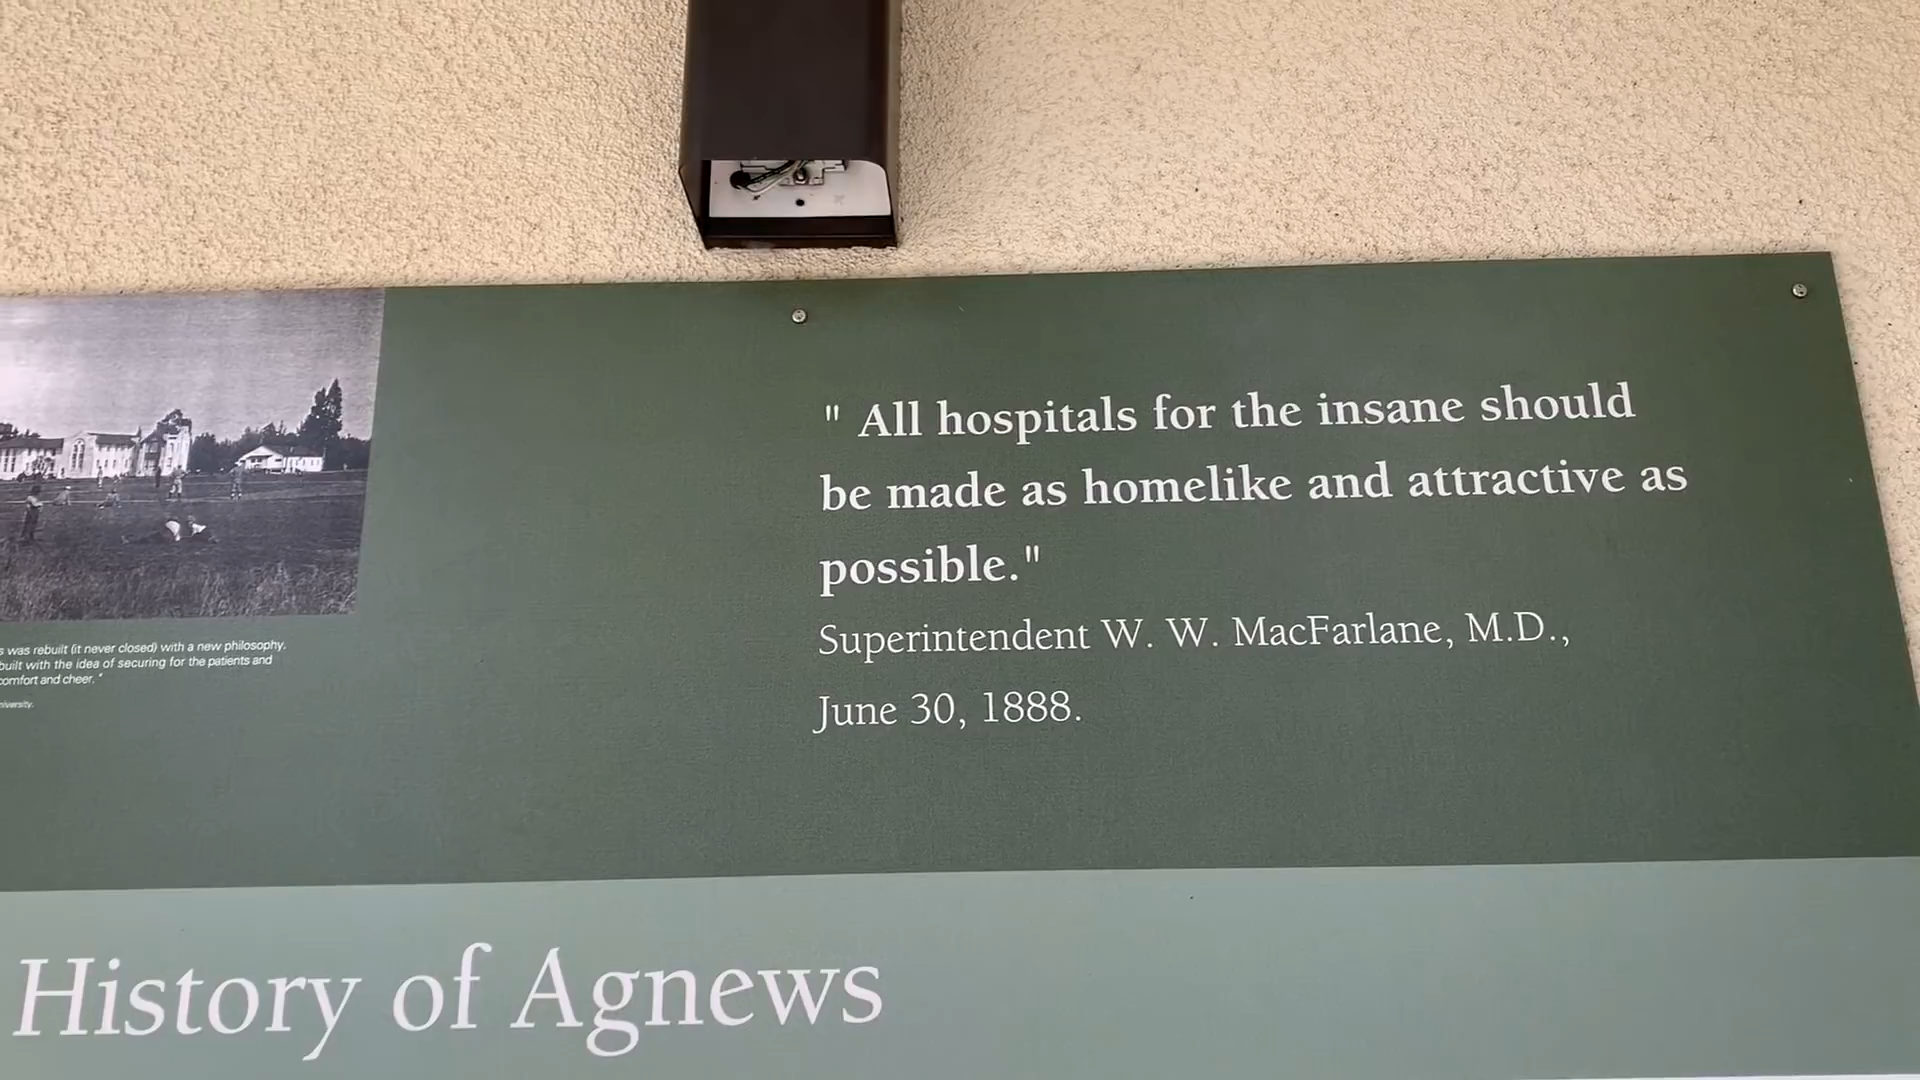 s was rebuilt (it never closed) with a new philosophy.
built with the idea of securing for the patients and
comfort and cheer."
niversity.
" All hospitals for the insane should
be made as homelike and attractive as
possible."
Superintendent W. W. MacFarlane, M.D.,
June 30, 1888.
History of Agnews